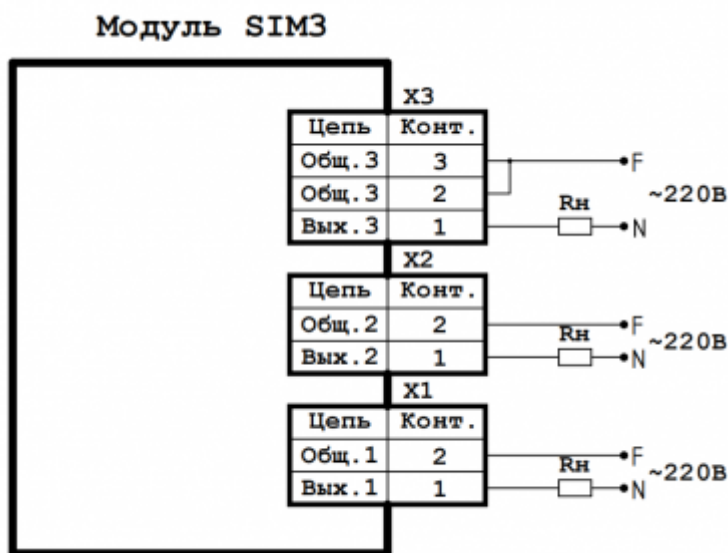 Модуль SIM3
X3
Цепь Конт.
Общ.3 3 F
~220В
Общ.3 2
Rн
Вых.3 1 N
X2
Цепь Конт.
Общ.2 2 F
Rн ~220В
Вых.2 1 N
X1
Цепь Конт.
Общ.1 2 F
Rн ~220В
Вых.1 1 N